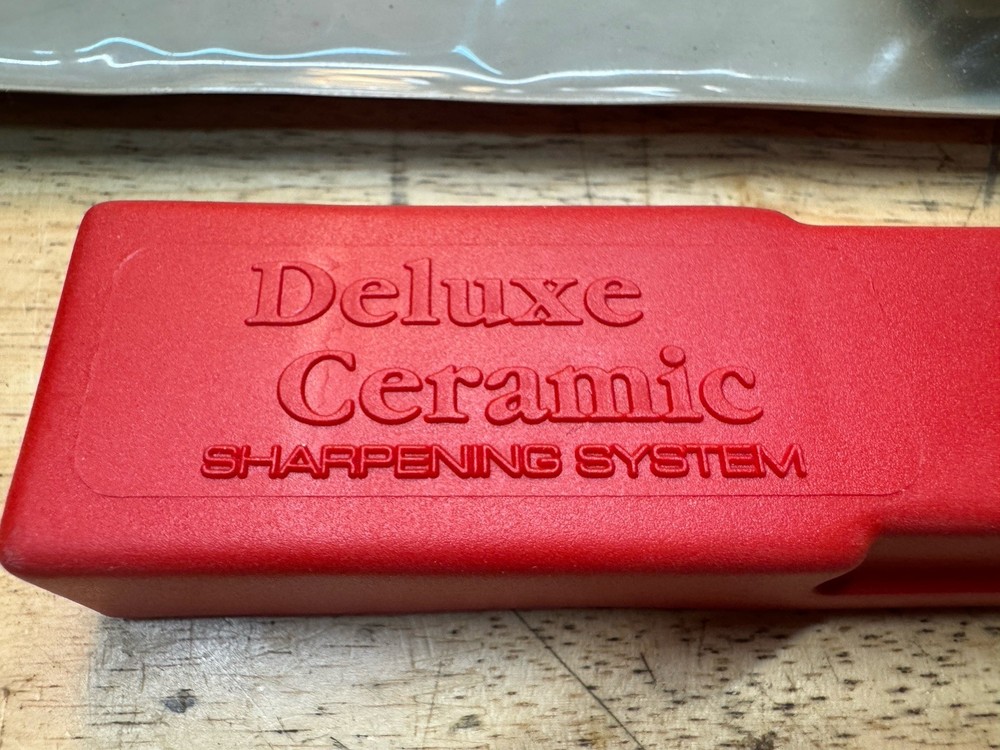 Deluxe
Ceramic
SHARPENING SYSTEM